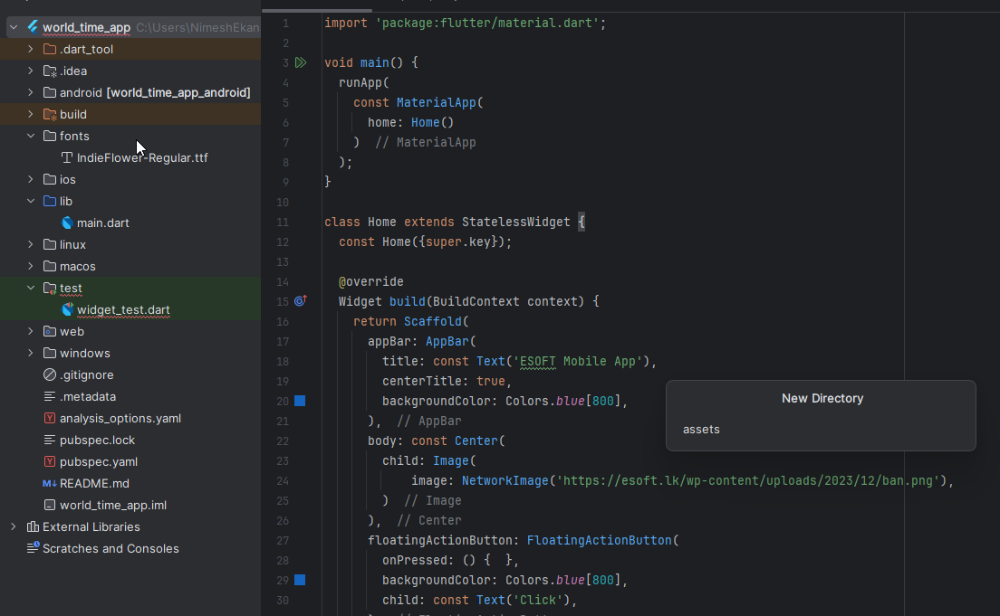 world_time_app C:\Users\NimeshEkan
.dart_tool
.idea
android [world_time_app_android]
build
fonts
IndieFlower-Regular.ttf
ios
lib
main.dart
linux
macos
test
widget_test.dart
web
windows
.gitignore
.metadata
analysis_options.yaml
pubspec.lock
pubspec.yaml
README.md
world_time_app.iml
External Libraries
Scratches and Consoles
1 import 'package:flutter/material.dart';
2
3 void main() {
4 runApp(
5 const MaterialApp(
6 home: Home()
7 ) // MaterialApp
8 );
9 }
10
11 class Home extends StatelessWidget {
12 const Home({super.key});
13
14 @override
15 Widget build(BuildContext context) {
16 return Scaffold(
17 appBar: AppBar(
18 title: const Text('ESOFT Mobile App'),
19 centerTitle: true,
20 backgroundColor: Colors.blue[800],
21 ), // AppBar
22 body: const Center(
23 child: Image(
24 image: NetworkImage('https://esoft.lk/wp-content/uploads/2023/12/ban.png'),
25 ) // Image
26 ), // Center
27 floatingActionButton: FloatingActionButton(
28 onPressed: () { },
29 backgroundColor: Colors.blue[800],
30 child: const Text('Click'),
New Directory
assets